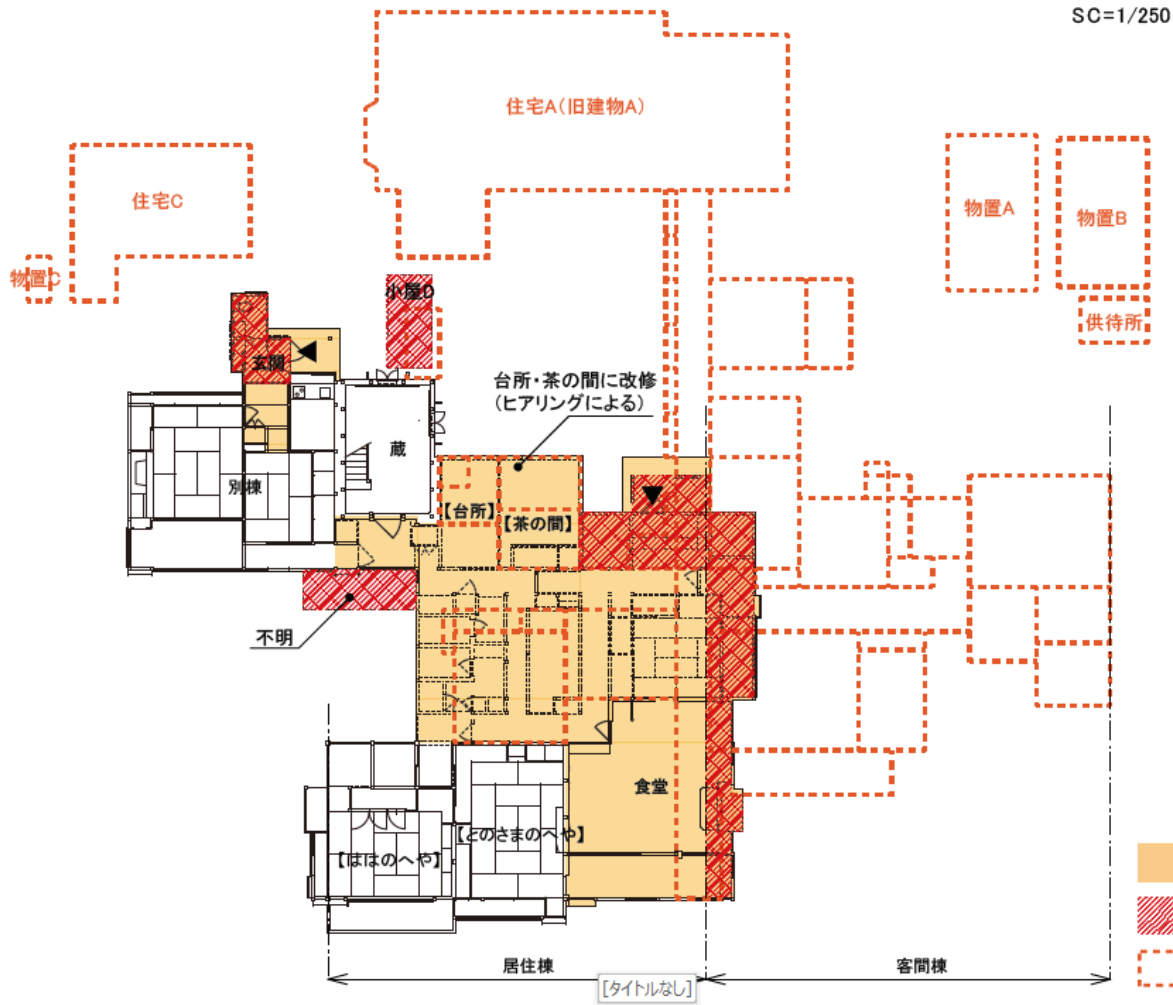 SC=1/250
住宅A(旧建物A)
住宅C
物置A
物置B
物置C
小屋D
供待所
玄関
台所・茶の間に改修
(ヒアリングによる)
蔵
別棟
【台所】
【茶の間】
不明
食堂
【とのさまのへや】
【ははのへや】
居住棟
客間棟
[タイトルなし]